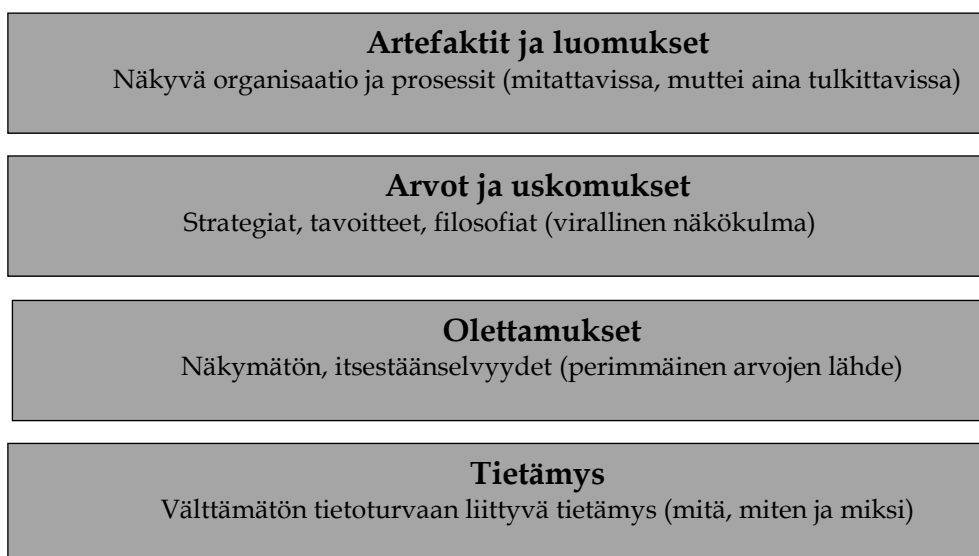 Artefaktit ja luomukset
Näkyvä organisaatio ja prosessit (mitattavissa, muttei aina tulkittavissa)
Arvot ja uskomukset
Strategiat, tavoitteet, filosofiat (virallinen näkökulma)
Olettamukset
Näkymätön, itsestäänselvyydet (perimmäinen arvojen lähde)
Tietämys
Välttämätön tietoturvaan liittyvä tietämys (mitä, miten ja miksi)